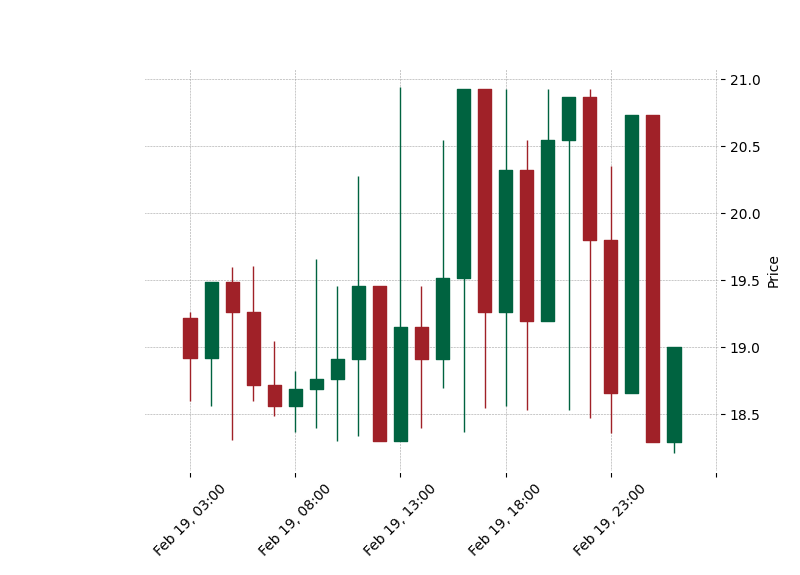 21.0
20.5
20.0
19.5
19.0
18.5
Price
Feb 19, 03:00
Feb 19, 08:00
Feb 19, 13:00
Feb 19, 18:00
Feb 19, 23:00